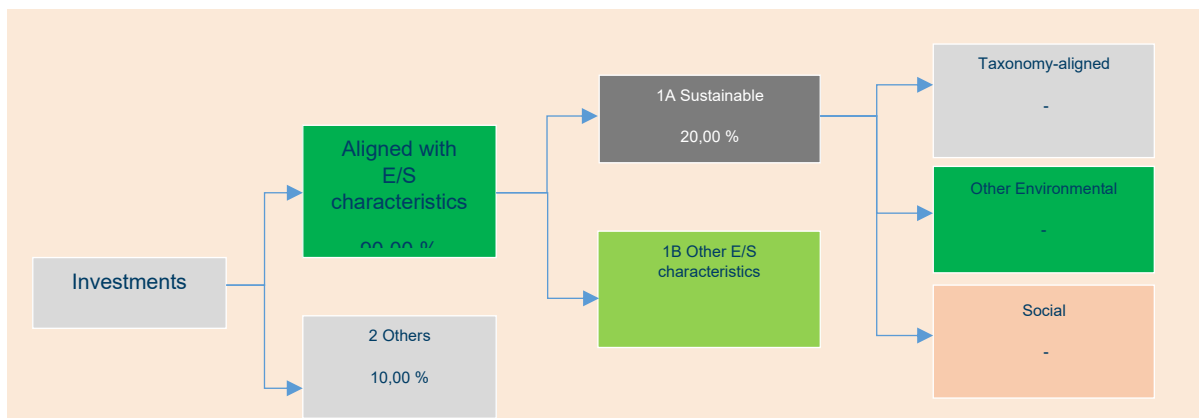 Investments
Aligned with
E/S
characteristics
2 Others
10,00 %
1A Sustainable
20,00 %
1B Other E/S
characteristics
Taxonomy-aligned
-
Other Environmental
-
Social
-